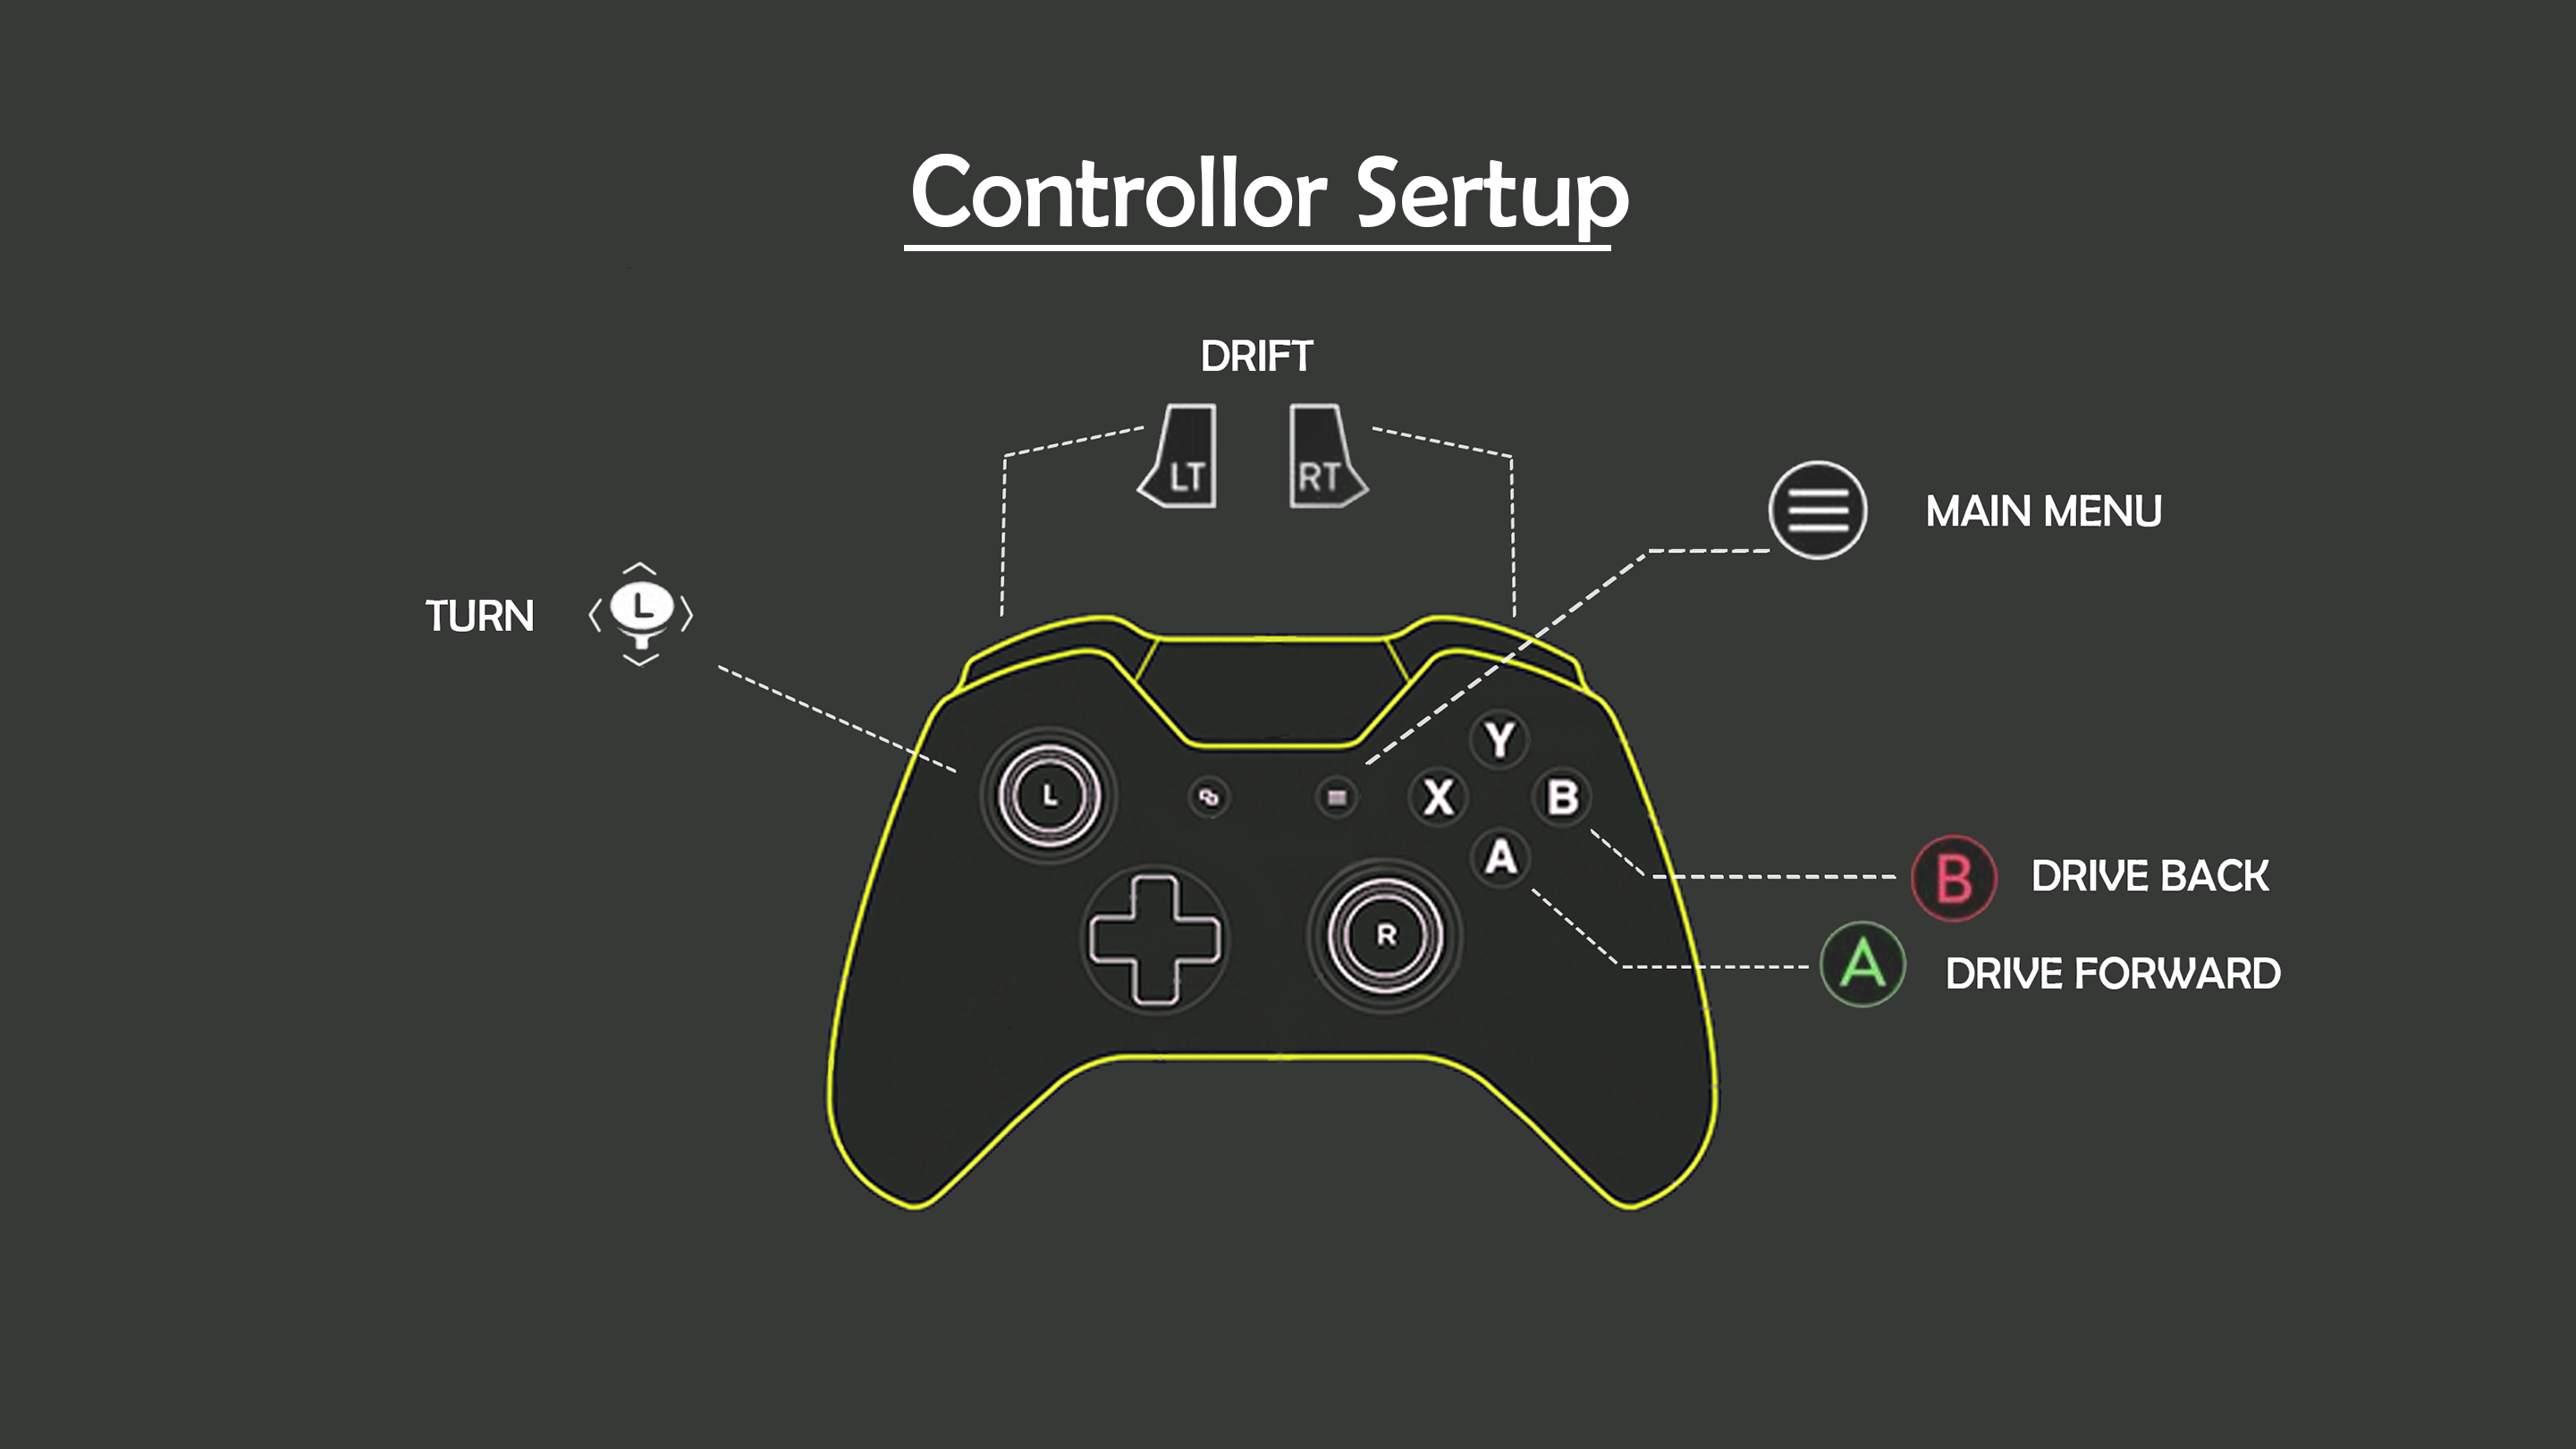 Controllor Sertup
DRIFT
LT RT
MAIN MENU
TURN L
Y
L X B
A
R
B DRIVE BACK
A DRIVE FORWARD